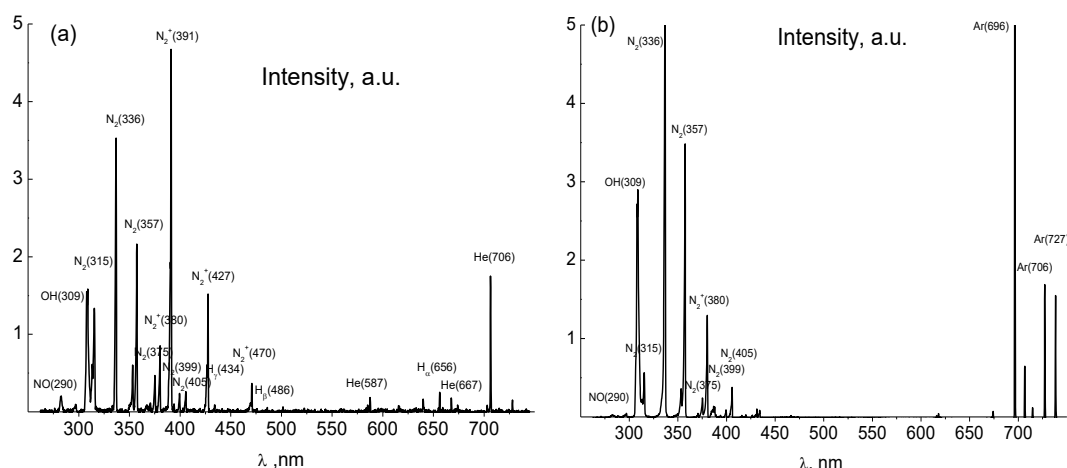 (a)
Intensity, a.u.
5
4
3
2
1
NO(290)
OH(309)
N₂(315)
N₂(336)
N₂(357)
N₂(375)
N₂⁺(380)
N₂⁺(391)
N₂(399)
N₂(405)
N₂⁺(427)
Hᵧ(434)
N₂⁺(470)
Hᵦ(486)
He(587)
Hα(656)
He(667)
He(706)
300 350 400 450 500 550 600 650 700
λ ,nm
(b)
Intensity, a.u.
5
4
3
2
1
NO(290)
OH(309)
N₂(315)
N₂(336)
N₂(357)
N₂(375)
N₂⁺(380)
N₂(399)
N₂(405)
Ar(696)
Ar(706)
Ar(727)
300 350 400 450 500 550 600 650 700 750
λ, nm